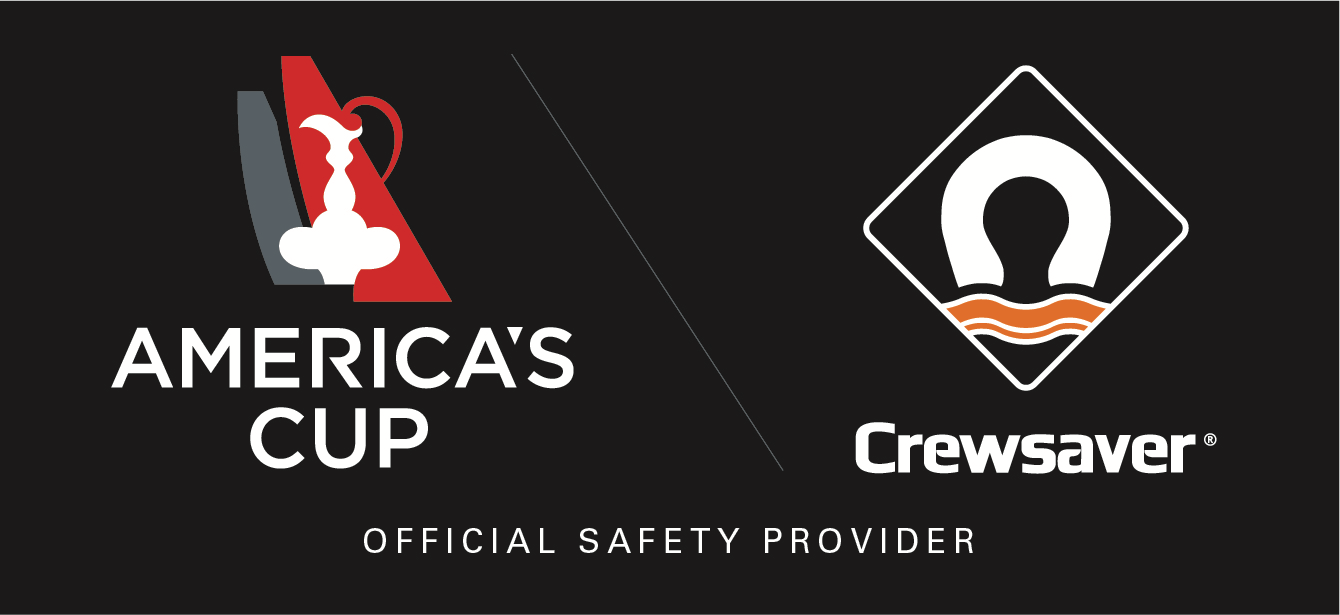 AMERICA'S
CUP
Crewsaver®
OFFICIAL SAFETY PROVIDER